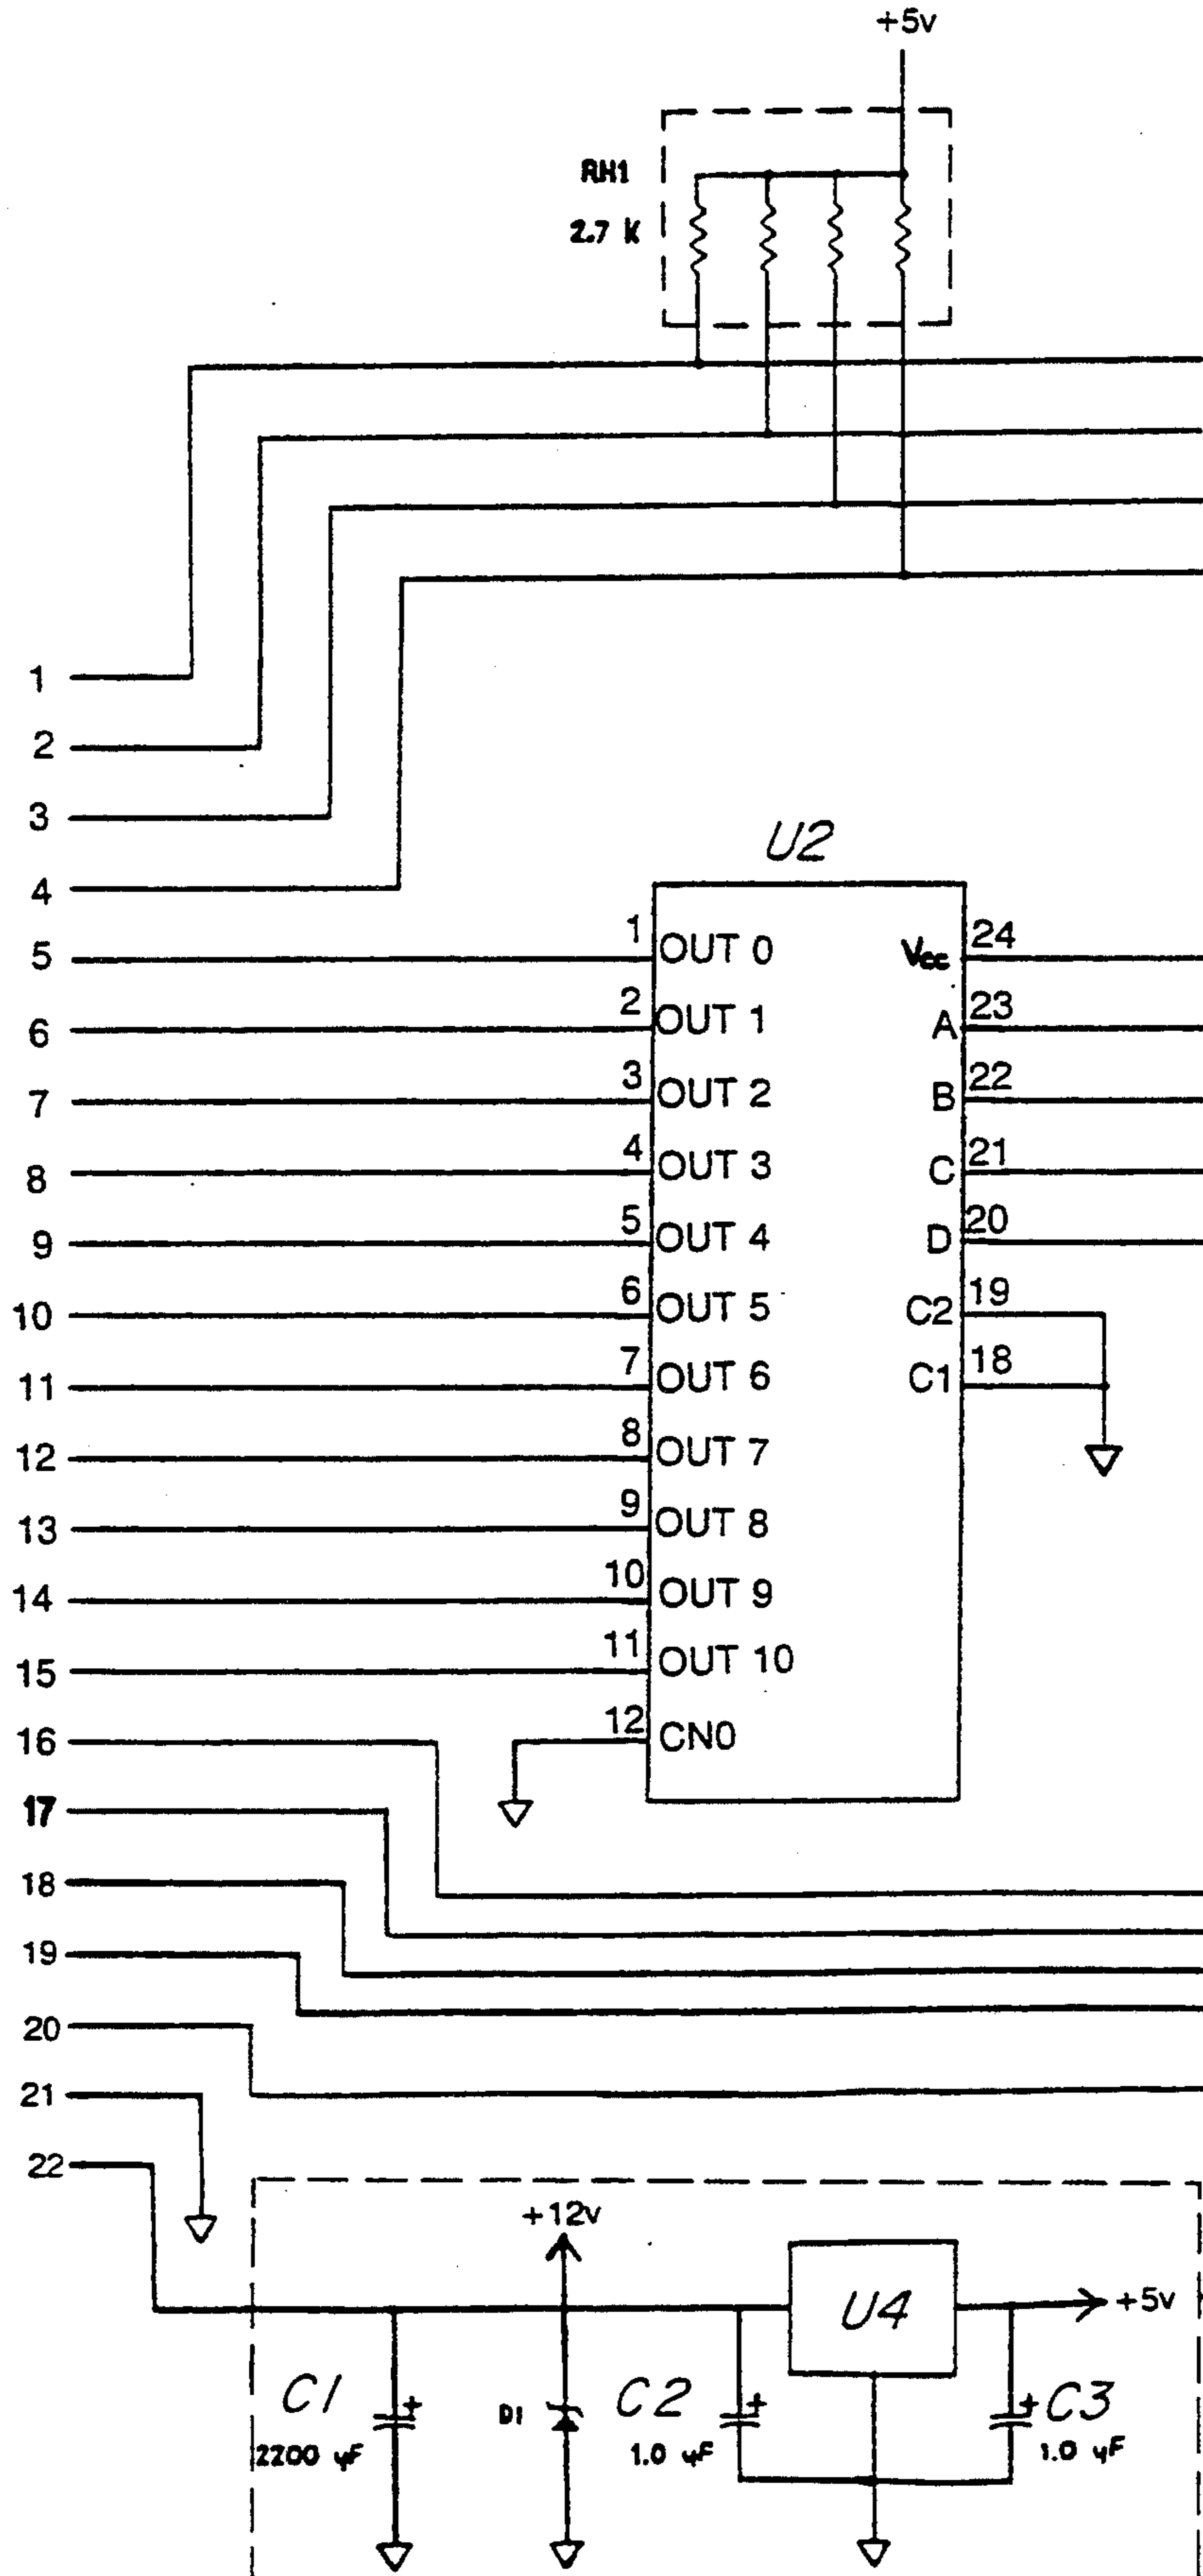 +5v
RH1
2.7 K
1
2
3
4
U2
5 1 OUT 0 Vcc 24
6 2 OUT 1 A 23
7 3 OUT 2 B 22
8 4 OUT 3 C 21
9 5 OUT 4 D 20
10 6 OUT 5 C2 19
11 7 OUT 6 C1 18
12 8 OUT 7
13 9 OUT 8
14 10 OUT 9
15 11 OUT 10
16 12 CN0
17
18
19
20
21
22
+12v
U4 +5v
C1 + D1 C2 + + C3
2200 µF 1.0 µF 1.0 µF